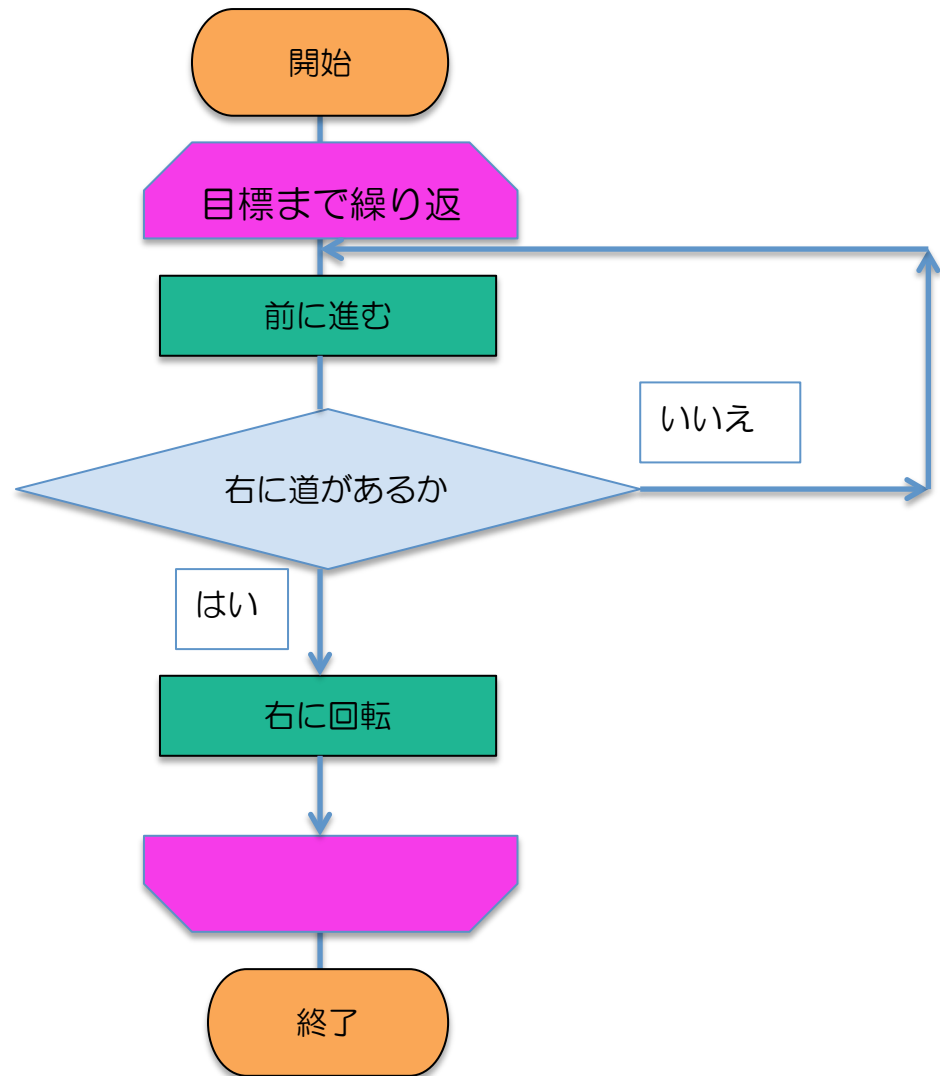 開始
目標まで繰り返
前に進む
右に道があるか
いいえ
はい
右に回転
終了